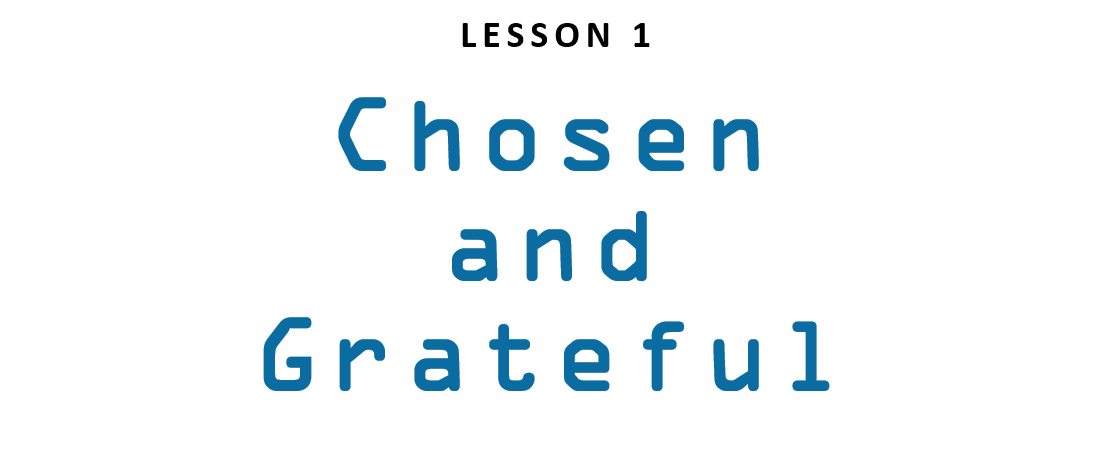 LESSON 1
Chosen
and
Grateful